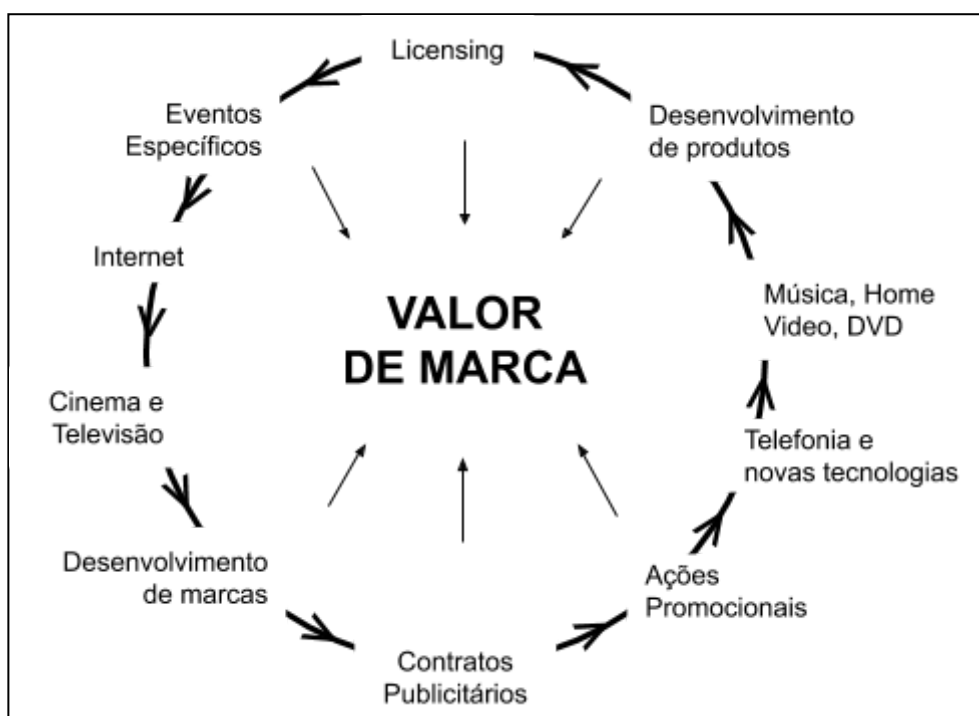 Licensing
Eventos
Específicos
Desenvolvimento
de produtos
Internet
VALOR
DE MARCA
Música, Home
Video, DVD
Cinema e
Televisão
Telefonia e
novas tecnologias
Desenvolvimento
de marcas
Ações
Promocionais
Contratos
Publicitários